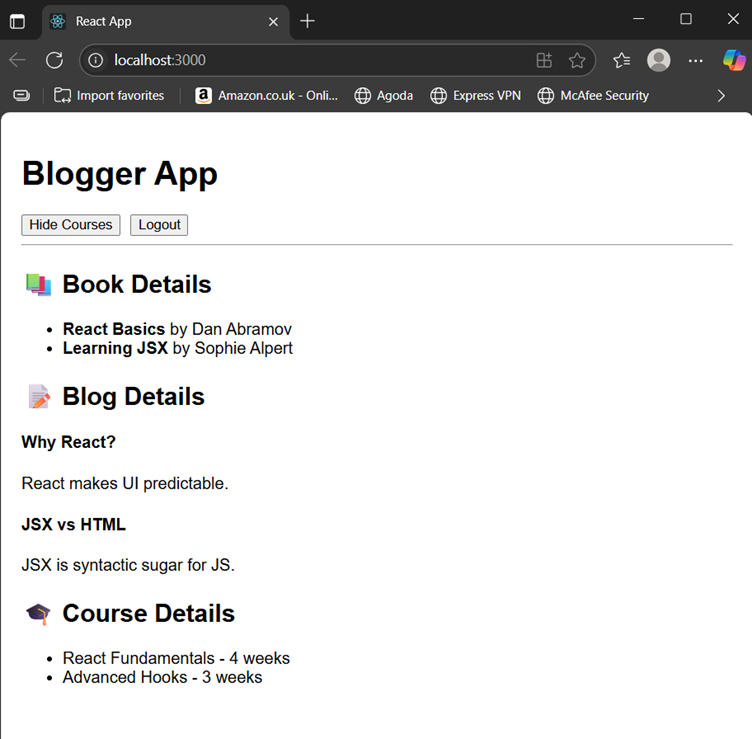 React App
localhost:3000
Import favorites
a Amazon.co.uk - Onli...
Agoda
Express VPN
McAfee Security
Blogger App
Hide Courses
Logout
📚 Book Details
• React Basics by Dan Abramov
• Learning JSX by Sophie Alpert
📝 Blog Details
Why React?
React makes UI predictable.
JSX vs HTML
JSX is syntactic sugar for JS.
🎓 Course Details
• React Fundamentals - 4 weeks
• Advanced Hooks - 3 weeks